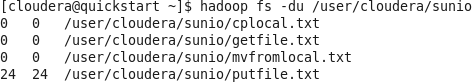 [cloudera@quickstart ~]$ hadoop fs -du /user/cloudera/sunio
0   0   /user/cloudera/sunio/cplocal.txt
0   0   /user/cloudera/sunio/getfile.txt
0   0   /user/cloudera/sunio/mvfromlocal.txt
24  24  /user/cloudera/sunio/putfile.txt